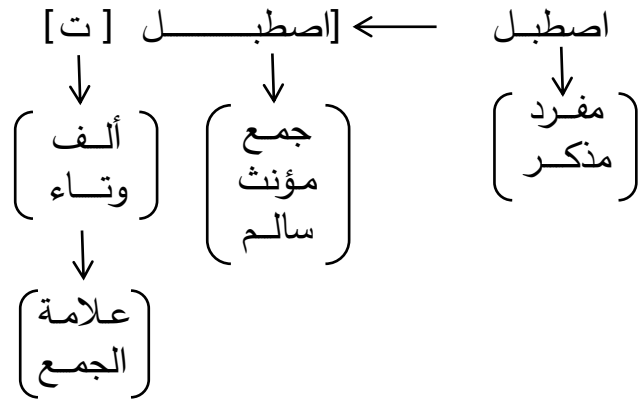 اصطبل
[اصطبل [ ت]
مفرد
مذكر
جمع
مؤنث
سالم
ألف
وتاء
علامة
الجمع